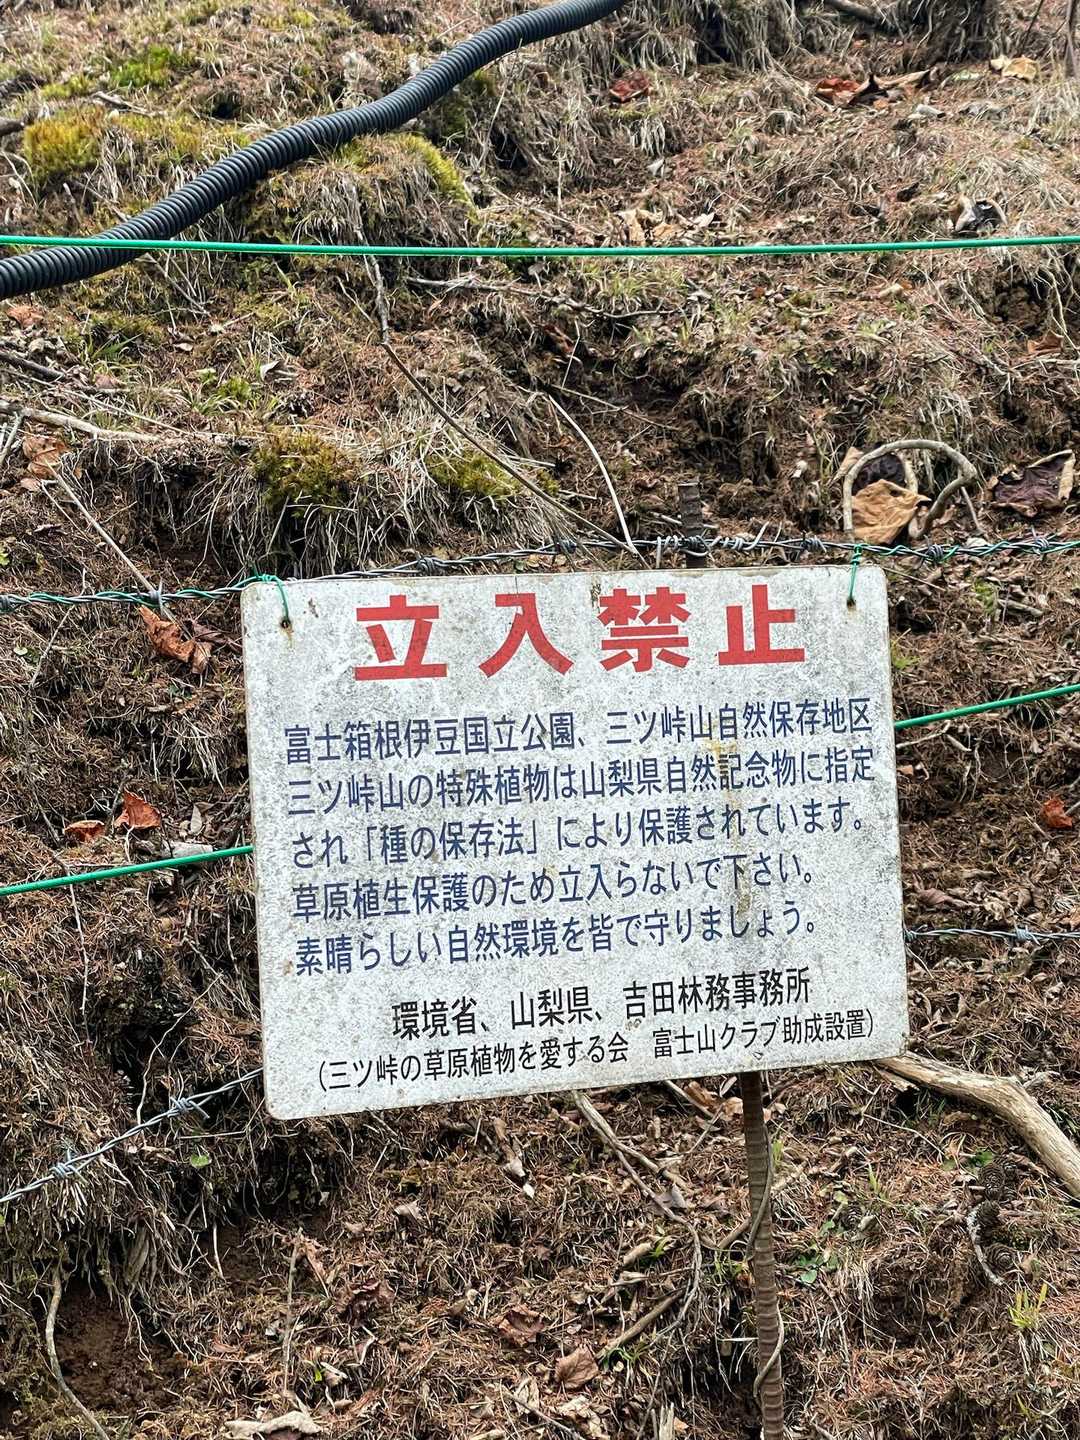 立入禁止
富士箱根伊豆国立公園、三ツ峠山自然保存地区
三ツ峠山の特殊植物は山梨県自然記念物に指定
され「種の保存法」により保護されています。
草原植生保護のため立入らないで下さい。
素晴らしい自然環境を皆で守りましょう。
環境省、山梨県、吉田林務事務所
（三ツ峠の草原植物を愛する会　富士山クラブ助成設置）